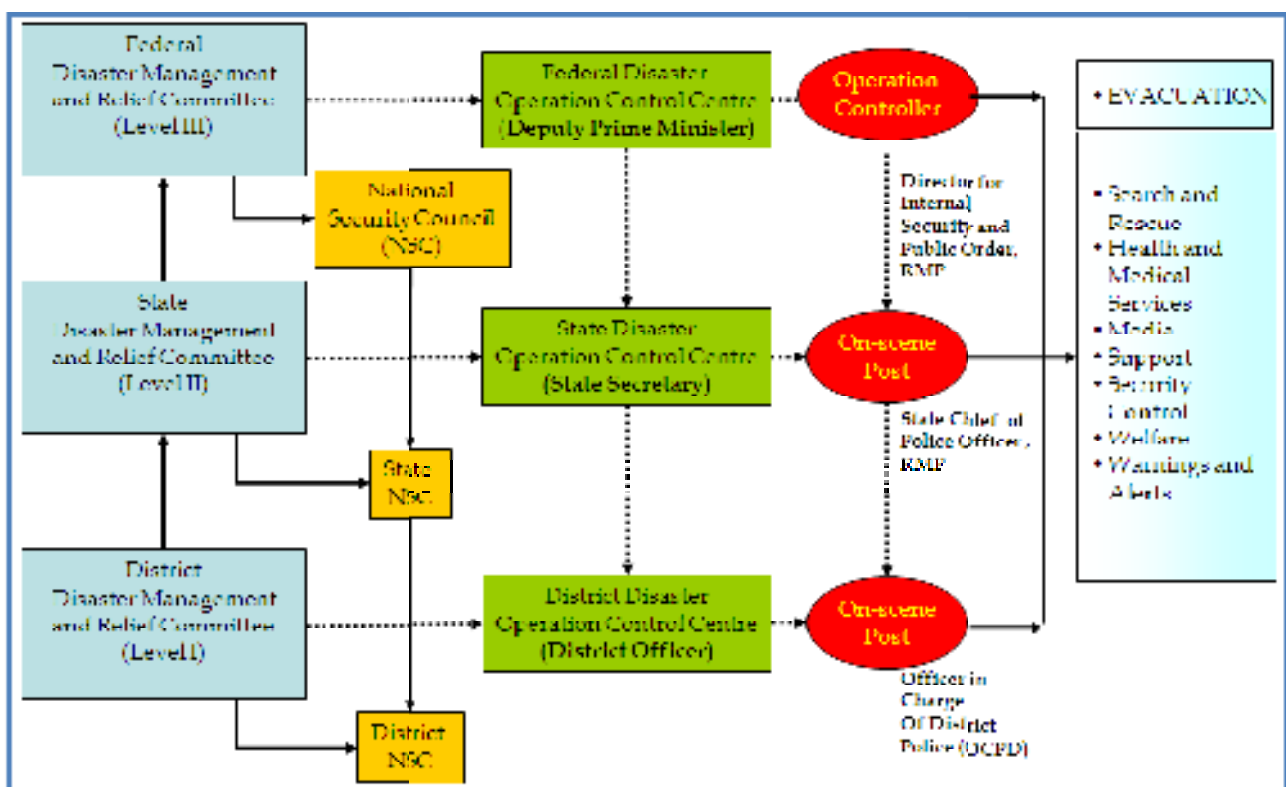 Federal
Disaster Management
and Relief Committee
(Level III)
Federal Disaster
Operation Control Centre
(Deputy Prime Minister)
Operation
Controller
• EVACUATION
National
Security Council
(NSC)
Director for
Internal
Security and
Public Order,
RMP
• Search and
Rescue
• Health and
Medical
Services
• Media
• Support
• Security
Control
• Welfare
• Warnings and
Alerts
State
Disaster Management
and Relief Committee
(Level II)
State Disaster
Operation Control Centre
(State Secretary)
On-scene
Post
State Chief of
Police Officer,
RMP
State
NSC
District
Disaster Management
and Relief Committee
(Level I)
District Disaster
Operation Control Centre
(District Officer)
On-scene
Post
Officer in
Charge
Of District
Police (OCPD)
District
NSC